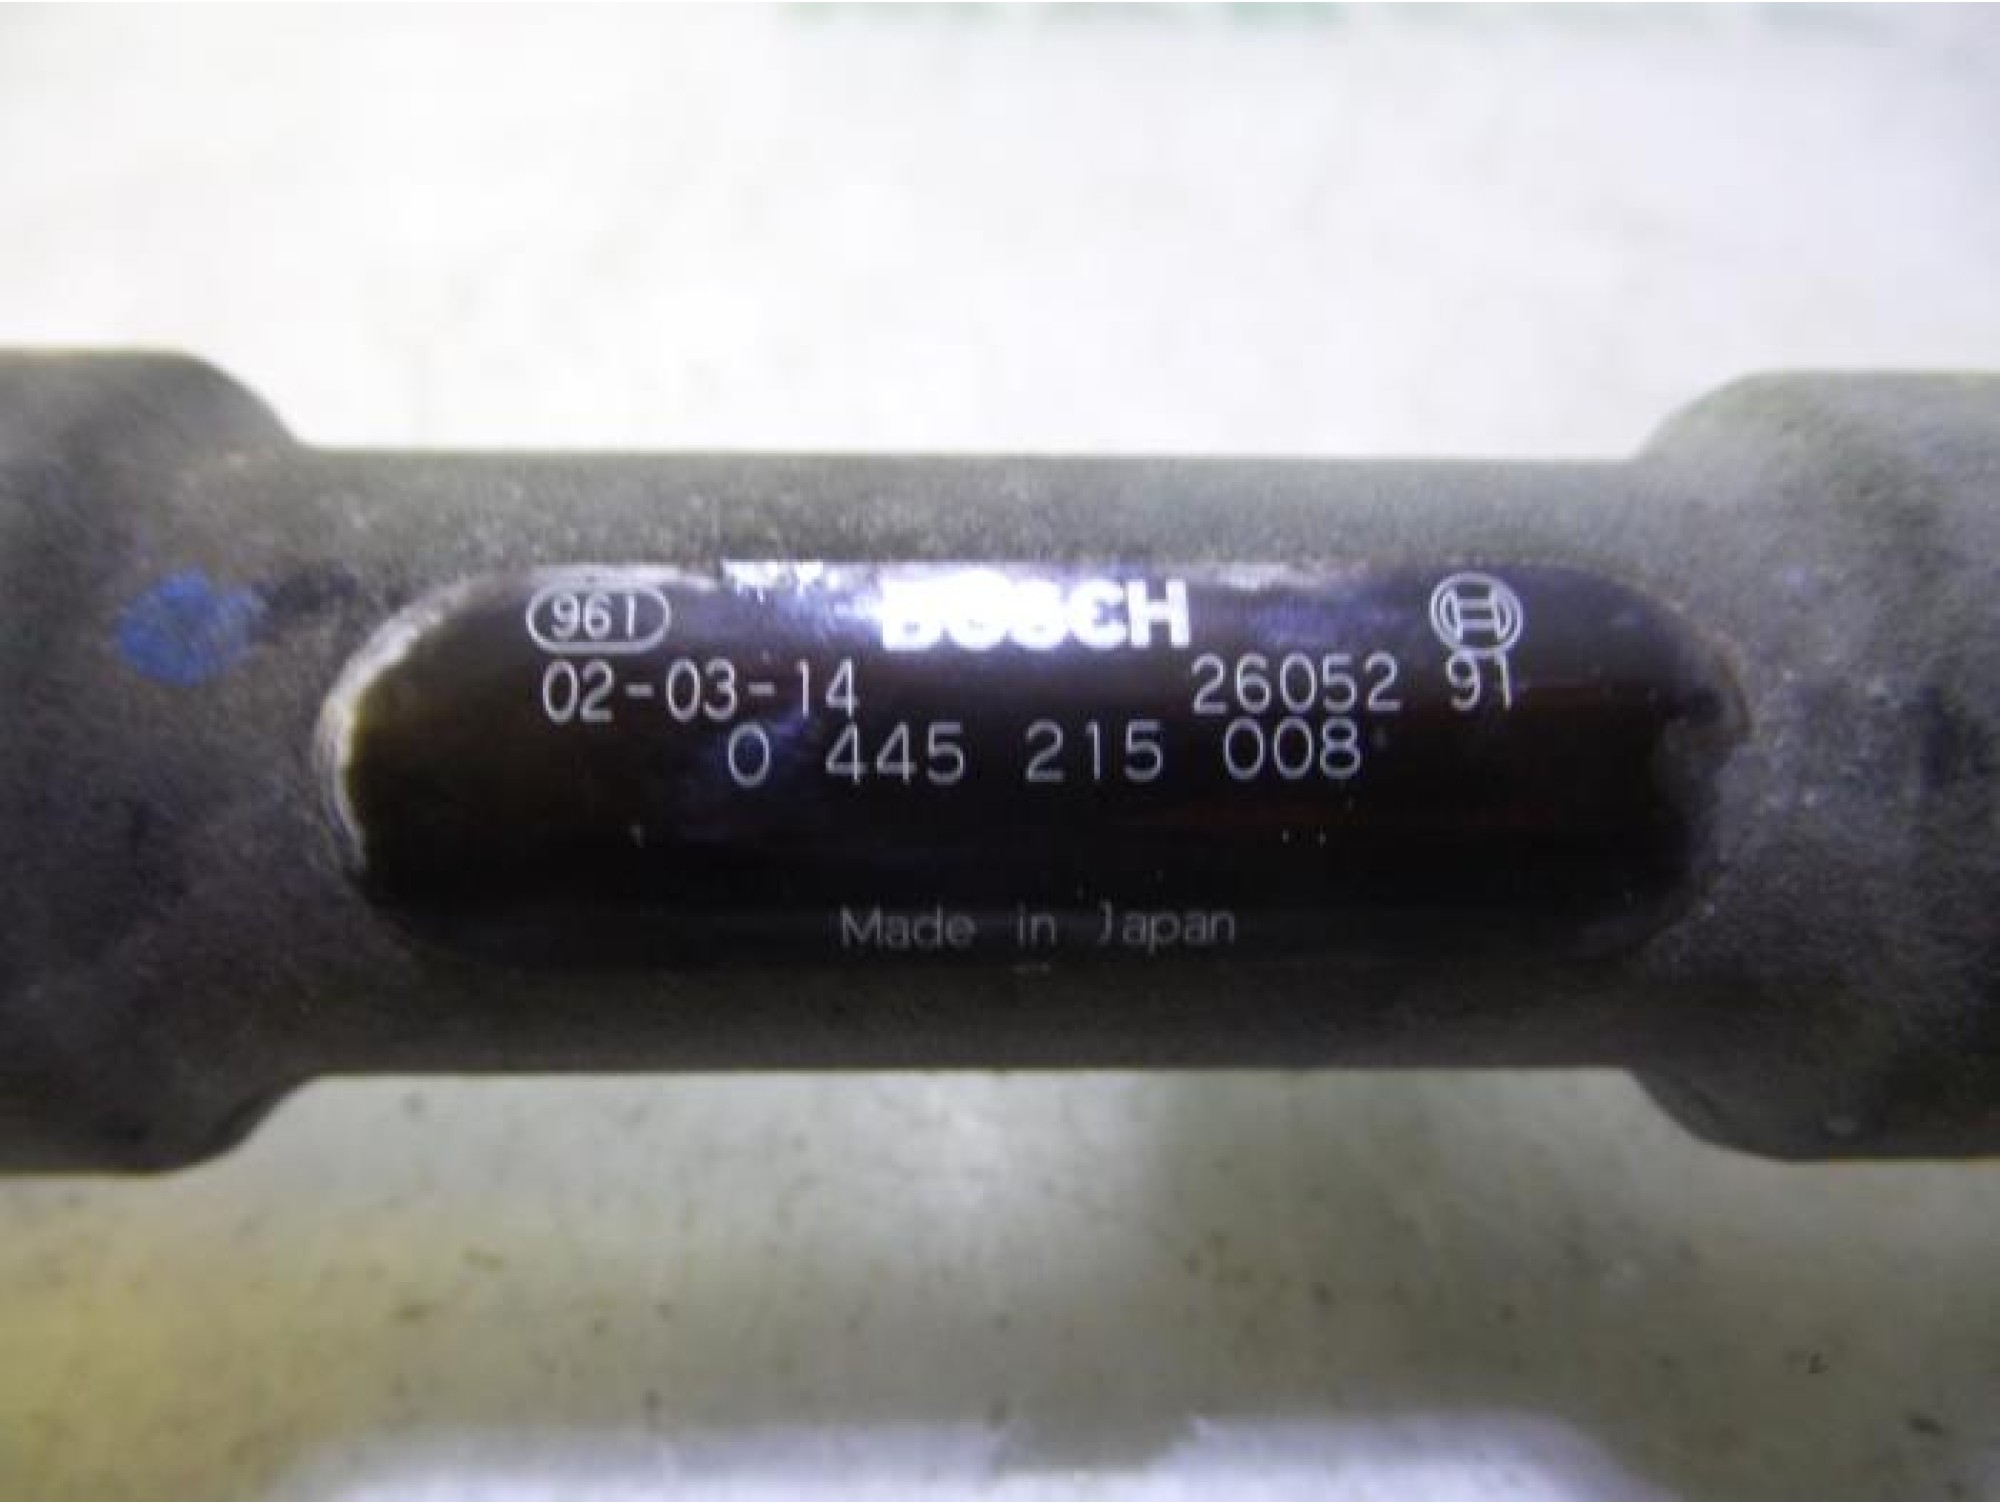 961 BOSCH
02-03-14 26052 91
0 445 215 008
Made in Japan